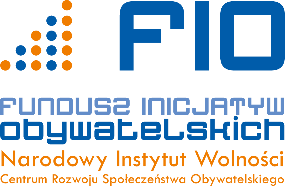 FIO
FUNDUSZ INICJATYW
obywatelskich
Narodowy Instytut Wolności
Centrum Rozwoju Społeczeństwa Obywatelskiego